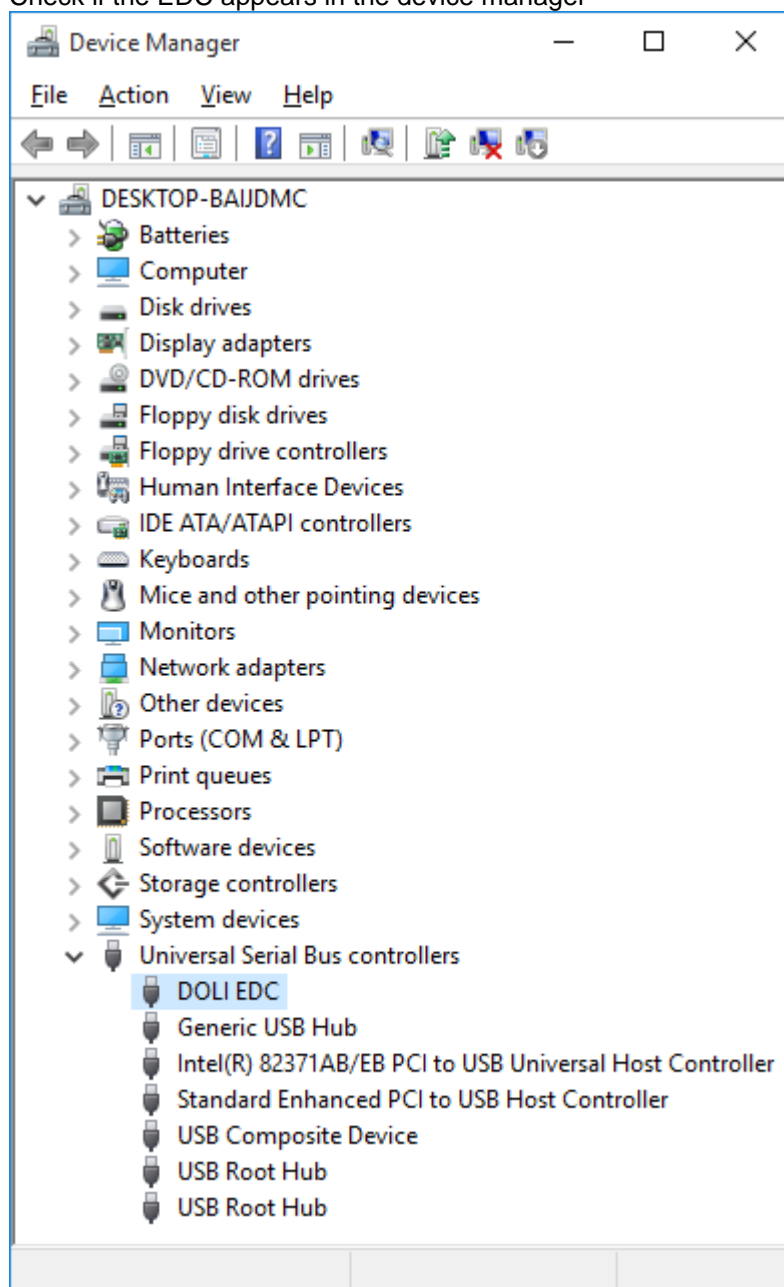 Check if the EDC appears in the device manager
Device Manager
File Action View Help
DESKTOP-BAIJDMC
Batteries
Computer
Disk drives
Display adapters
DVD/CD-ROM drives
Floppy disk drives
Floppy drive controllers
Human Interface Devices
IDE ATA/ATAPI controllers
Keyboards
Mice and other pointing devices
Monitors
Network adapters
Other devices
Ports (COM & LPT)
Print queues
Processors
Software devices
Storage controllers
System devices
Universal Serial Bus controllers
DOLI EDC
Generic USB Hub
Intel(R) 82371AB/EB PCI to USB Universal Host Controller
Standard Enhanced PCI to USB Host Controller
USB Composite Device
USB Root Hub
USB Root Hub